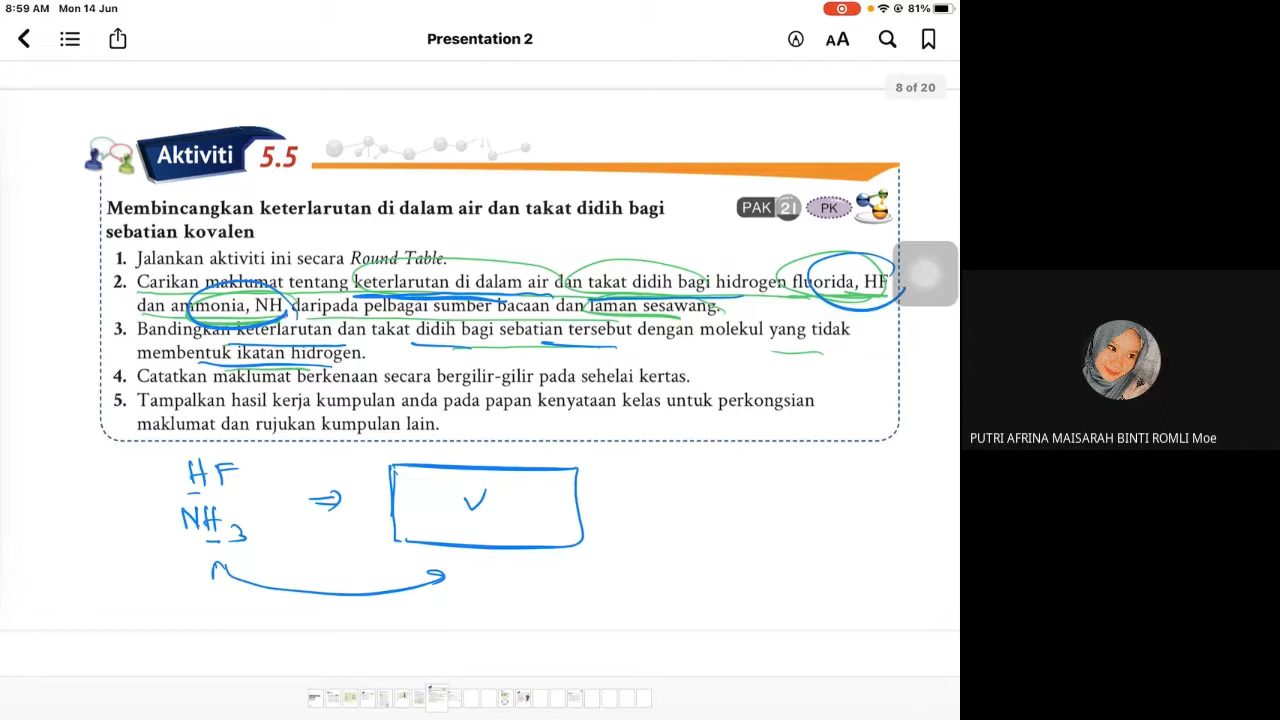 8:59 AM Mon 14 Jun
81%
Presentation 2
AA
8 of 20
Aktiviti 5.5
Membincangkan keterlarutan di dalam air dan takat didih bagi
sebatian kovalen
PAK 21 PK
1. Jalankan aktiviti ini secara Round Table.
2. Carikan maklumat tentang keterlarutan di dalam air dan takat didih bagi hidrogen fluorida, HF
dan ammonia, NH daripada pelbagai sumber bacaan dan laman sesawang.
3. Bandingkan keterlarutan dan takat didih bagi sebatian tersebut dengan molekul yang tidak
membentuk ikatan hidrogen.
4. Catatkan maklumat berkenaan secara bergilir-gilir pada sehelai kertas.
5. Tampalkan hasil kerja kumpulan anda pada papan kenyataan kelas untuk perkongsian
maklumat dan rujukan kumpulan lain.
HF
NH3
PUTRI AFRINA MAISARAH BINTI ROMLI Moe